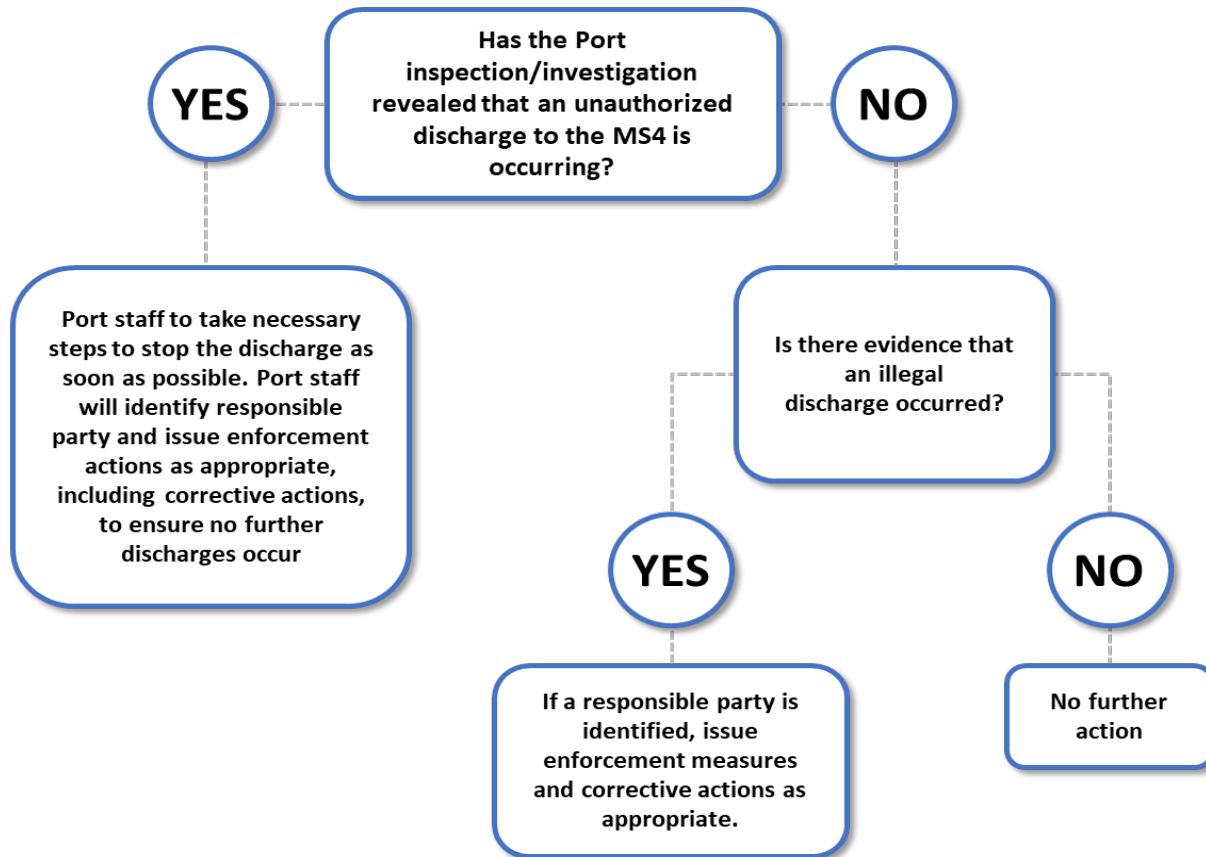 Has the Port
inspection/investigation
revealed that an unauthorized
discharge to the MS4 is
occurring?
YES
NO
Port staff to take necessary
steps to stop the discharge as
soon as possible. Port staff
will identify responsible
party and issue enforcement
actions as appropriate,
including corrective actions,
to ensure no further
discharges occur
Is there evidence that
an illegal
discharge occurred?
YES
NO
If a responsible party is
identified, issue
enforcement measures
and corrective actions as
appropriate.
No further
action